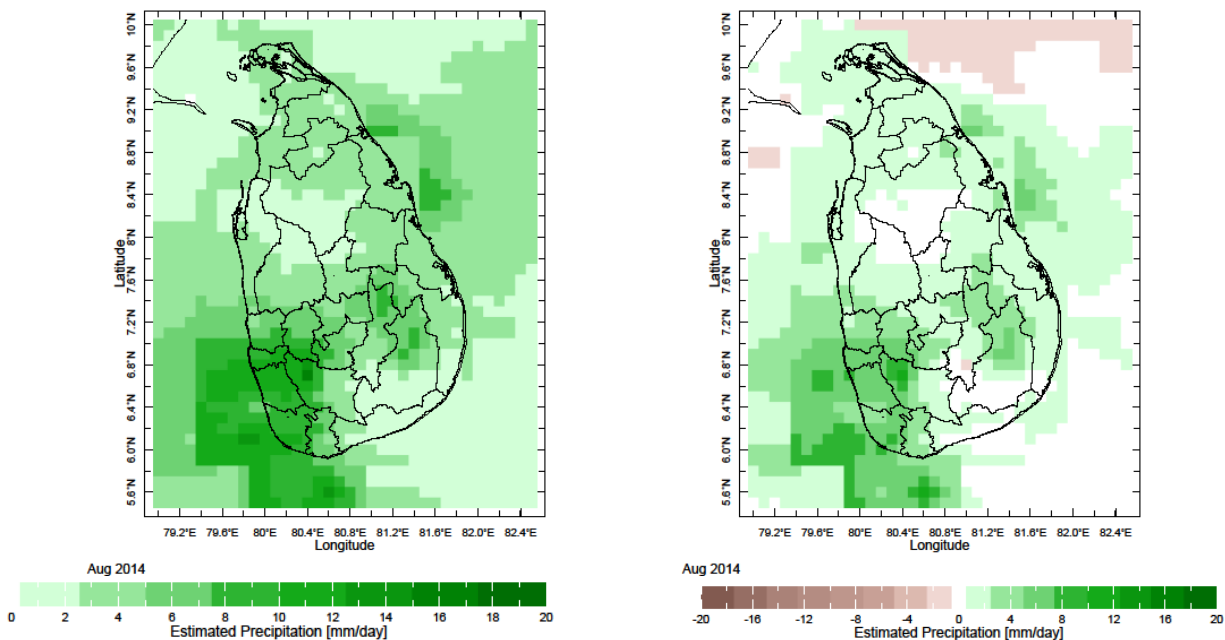 10°N
9.6°N
9.2°N
8.8°N
8.4°N
8°N
7.6°N
7.2°N
6.8°N
6.4°N
6.0°N
5.6°N
Latitude
79.2°E 79.6°E 80°E 80.4°E 80.8°E 81.2°E 81.6°E 82.0°E 82.4°E
Longitude
Aug 2014
0 2 4 6 8 10 12 14 16 18 20
Estimated Precipitation [mm/day]
10°N
9.6°N
9.2°N
8.8°N
8.4°N
8°N
7.6°N
7.2°N
6.8°N
6.4°N
6.0°N
5.6°N
Latitude
79.2°E 79.6°E 80°E 80.4°E 80.8°E 81.2°E 81.6°E 82.0°E 82.4°E
Longitude
Aug 2014
-20 -16 -12 -8 -4 0 4 8 12 16 20
Estimated Precipitation [mm/day]